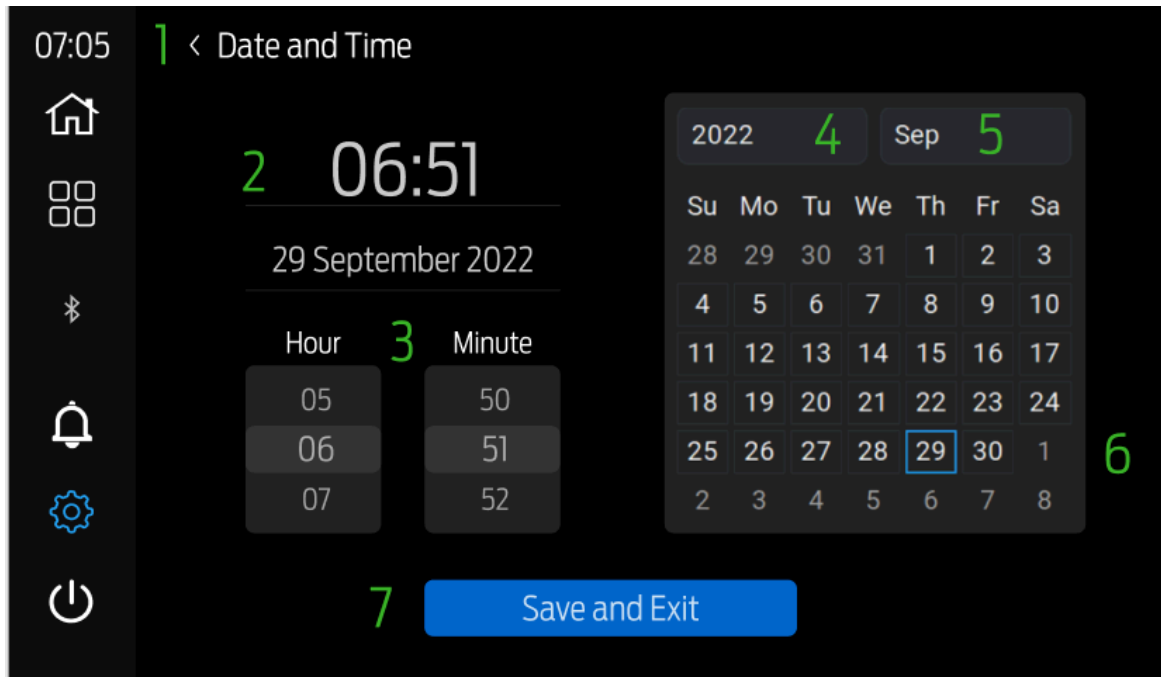 07:05
1 < Date and Time
2 06:51
29 September 2022
Hour 3 Minute
05 50
06 51
07 52
2022 4 Sep 5
Su Mo Tu We Th Fr Sa
28 29 30 31 1 2 3
4 5 6 7 8 9 10
11 12 13 14 15 16 17
18 19 20 21 22 23 24
25 26 27 28 29 30 1 6
2 3 4 5 6 7 8
7 Save and Exit